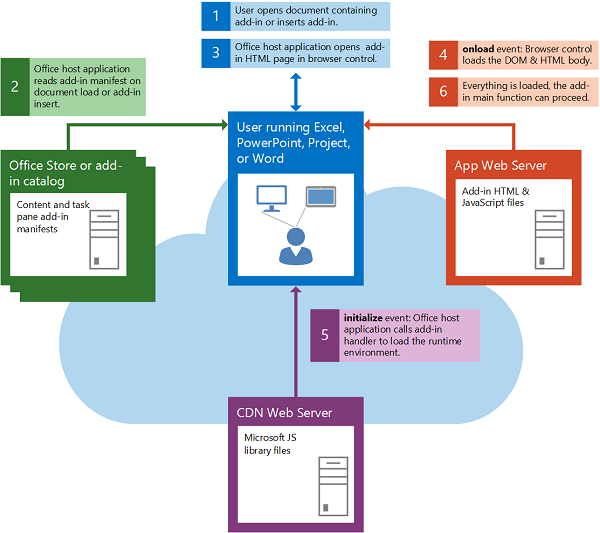 1
User opens document containing
add-in or inserts add-in.
3
Office host application opens add-
in HTML page in browser control.
2
Office host application
reads add-in manifest on
document load or add-in
insert.
4
onload event: Browser control
loads the DOM & HTML body.
6
Everything is loaded, the add-
in main function can proceed.
Office Store or add-
in catalog
Content and task
pane add-in
manifests
User running Excel,
PowerPoint, Project,
or Word
App Web Server
Add-in HTML &
JavaScript files
5
initialize event: Office host
application calls add-in
handler to load the runtime
environment.
CDN Web Server
Microsoft JS
library files